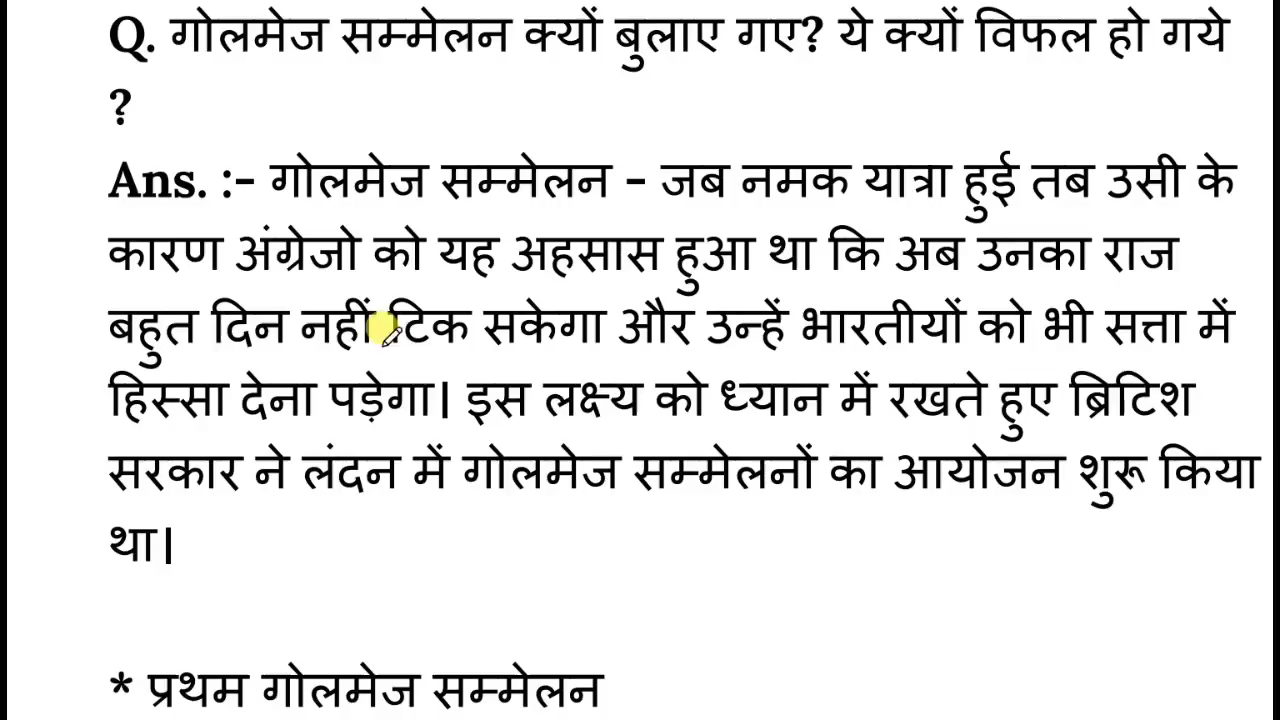 Q. गोलमेज सम्मेलन क्यों बुलाए गए? ये क्यों विफल हो गये
?
Ans. :- गोलमेज सम्मेलन - जब नमक यात्रा हुई तब उसी के
कारण अंग्रेजो को यह अहसास हुआ था कि अब उनका राज
बहुत दिन नहीं टिक सकेगा और उन्हें भारतीयों को भी सत्ता में
हिस्सा देना पड़ेगा। इस लक्ष्य को ध्यान में रखते हुए ब्रिटिश
सरकार ने लंदन में गोलमेज सम्मेलनों का आयोजन शुरू किया
था।
* प्रथम गोलमेज सम्मेलन